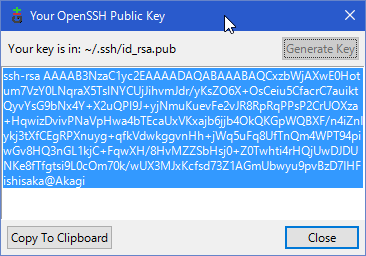 Your OpenSSH Public Key
Your key is in: ~/.ssh/id_rsa.pub
Generate Key
ssh-rsa AAAAB3NzaC1yc2EAAAADAQABAAABAQCxzbWjAXwE0Hot
um7VzY0LNqraX5TslNYCUjJihvmJdr/yKsZO6X+OsCeiu5CfacrC7auikt
QyvYsG9bNx4Y+X2uQPI9J+yjNmuKuevFe2vJR8RpRqPPsP2CrUOXza
+HqwizDvivPNaVpHwa4bTEcaUxVKxajb6jjb4OkQKGpWQBXF/n4iZnI
ykj3tXfCEgRPXnuyg+qfkVdwkggvnHh+jWq5uFq8UfTnQm4WPT94pi
wGv8HQ3nGL1kjC+FqwXH/8HvMZZSbHsj0+Z0Twhti4rHQjUwDJDU
NKe8fTfgtsi9L0cOm70k/wUX3MJxKcfsd73Z1AGmUbwyu9pvBzD7lHF
ishisaka@Akagi
Copy To Clipboard
Close